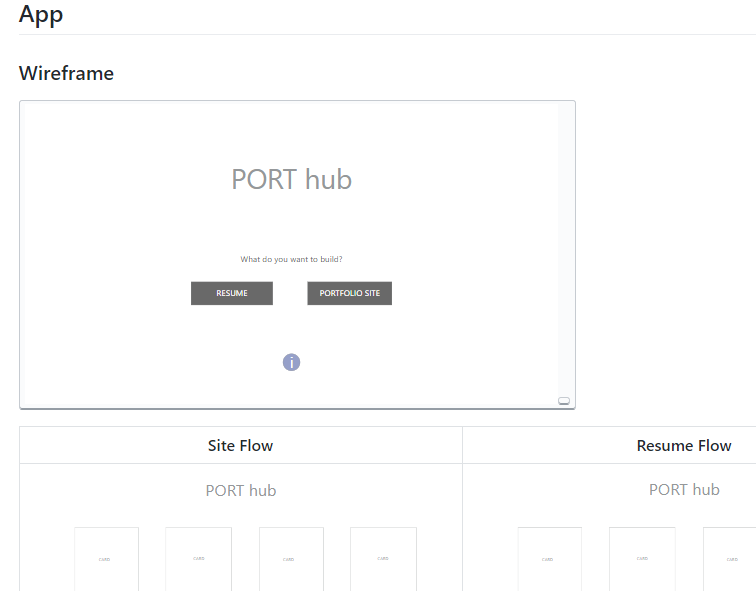 App
Wireframe
PORT hub
What do you want to build?
RESUME PORTFOLIO SITE
i
Site Flow Resume Flow
PORT hub PORT hub
CARD CARD CARD CARD CARD CARD CARD